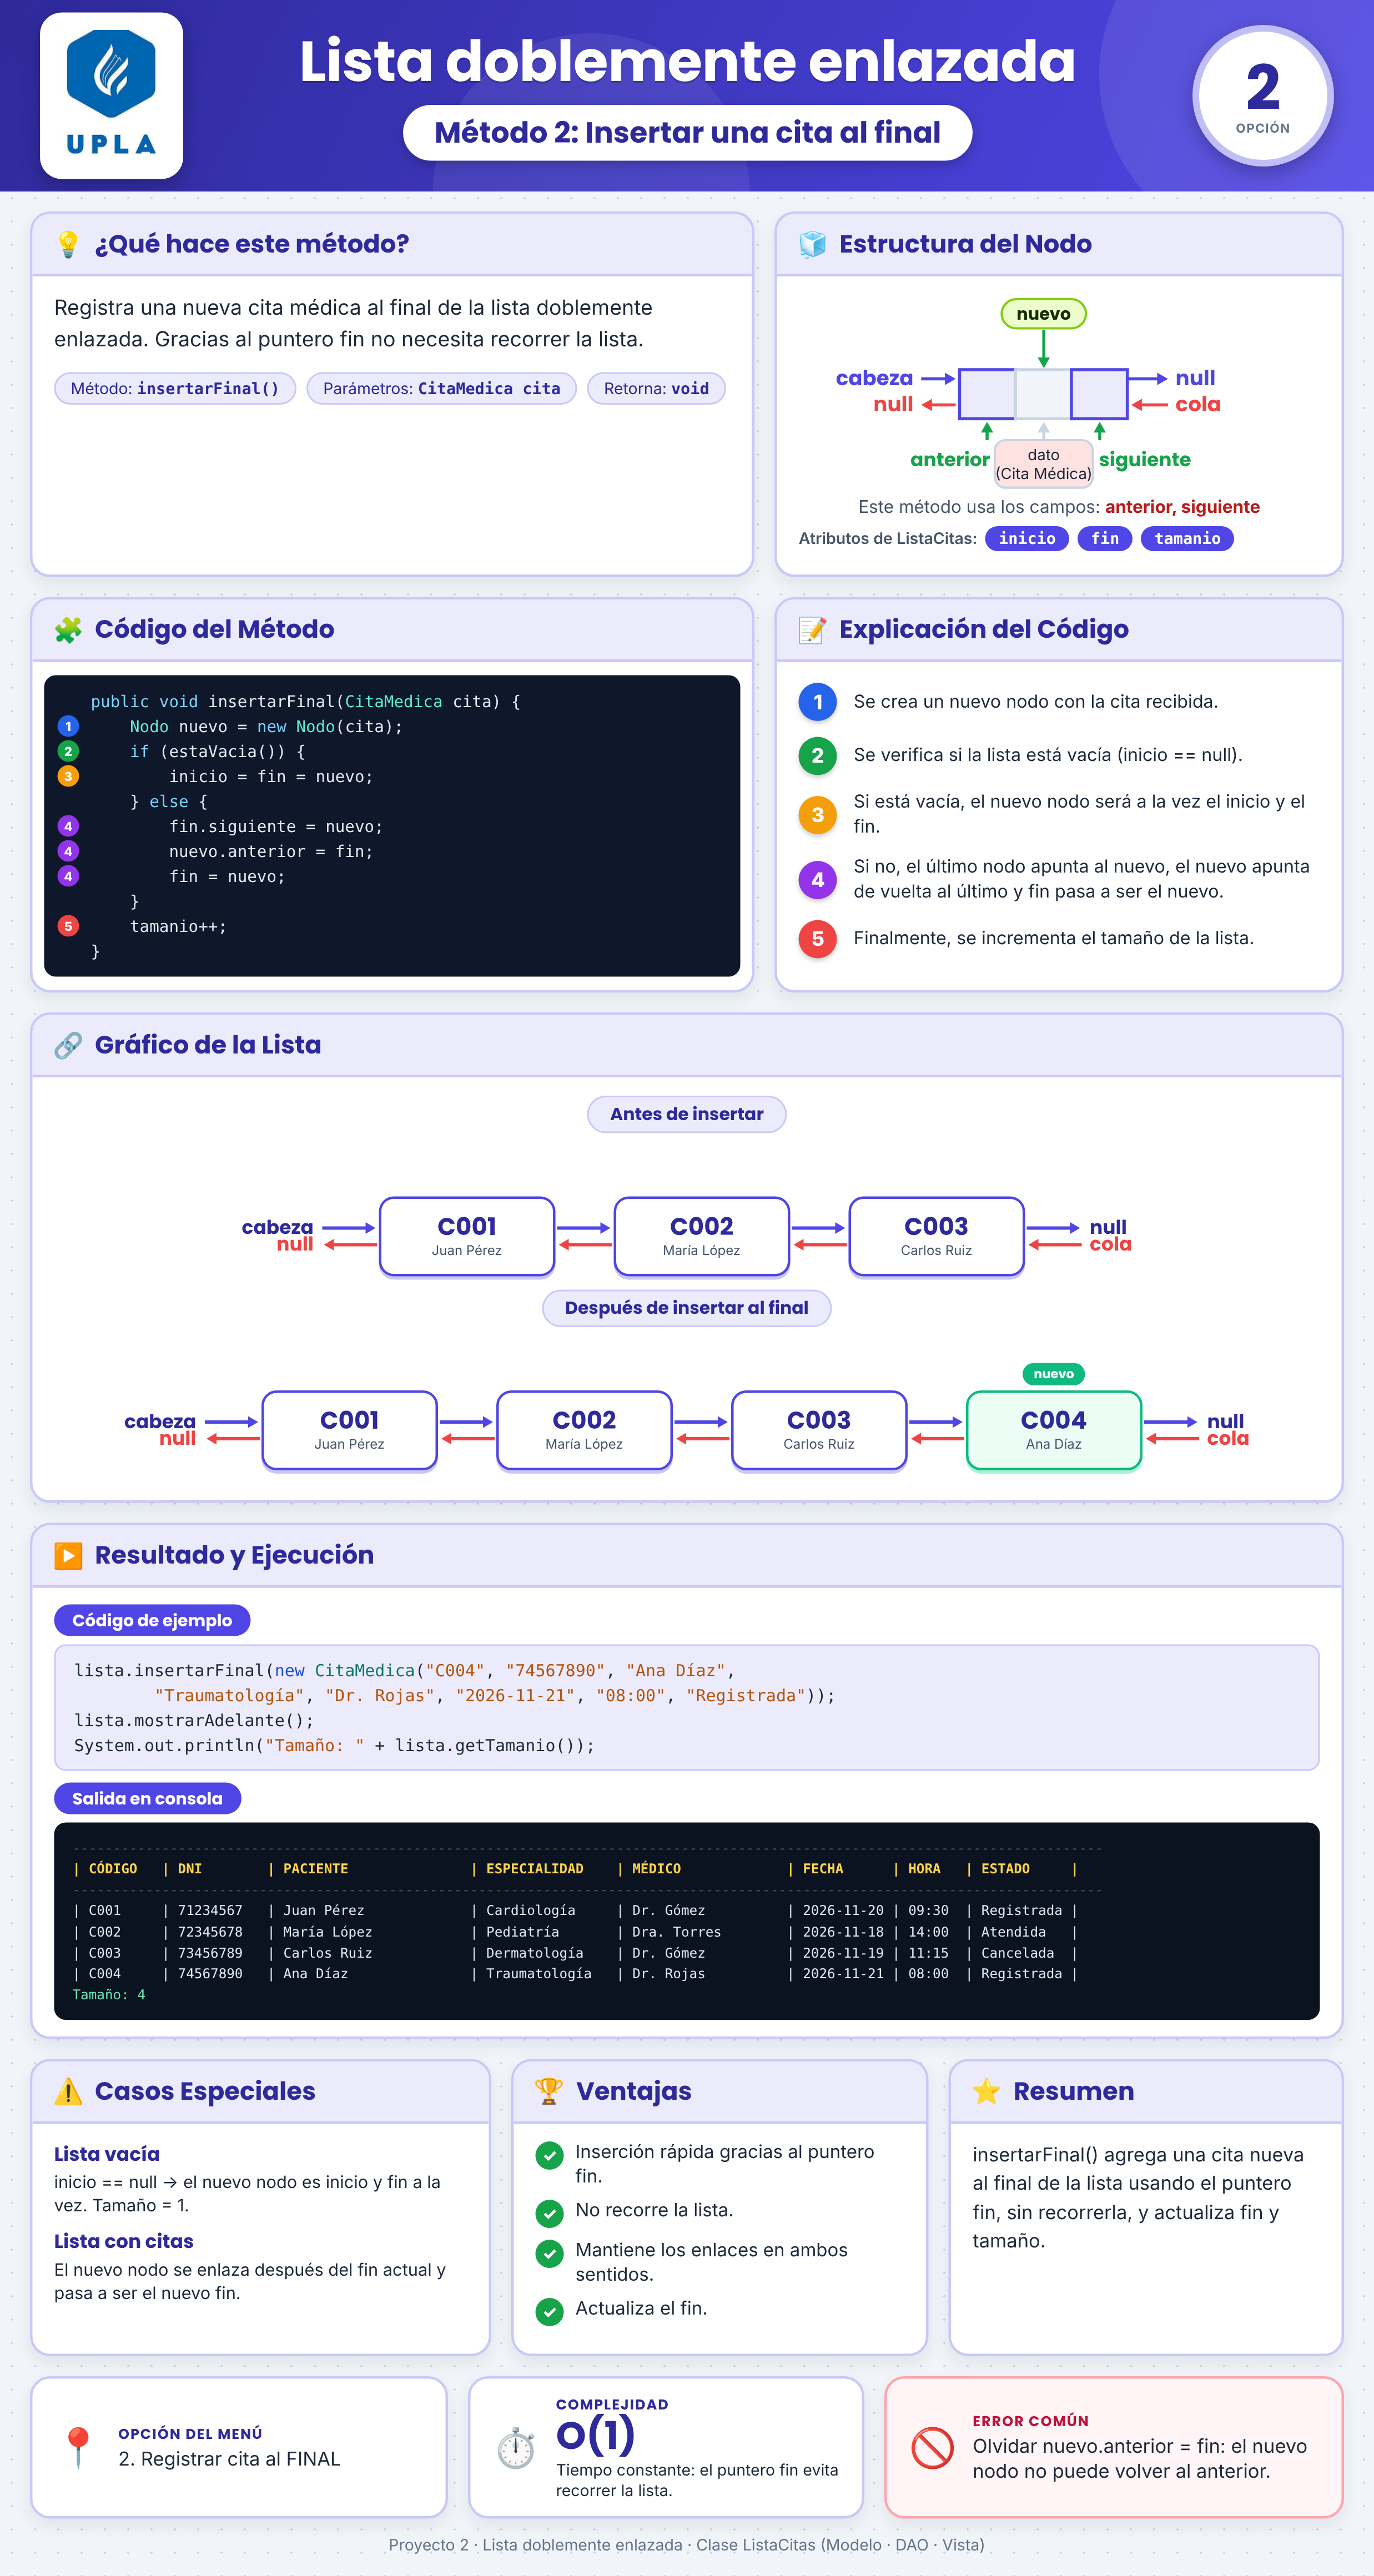 UPLA
Lista doblemente enlazada
Método 2: Insertar una cita al final
2
OPCIÓN
💡 ¿Qué hace este método?
Registra una nueva cita médica al final de la lista doblemente
enlazada. Gracias al puntero fin no necesita recorrer la lista.
Método: insertarFinal()
Parámetros: CitaMedica cita
Retorna: void
🧊 Estructura del Nodo
nuevo
cabeza
null
null
cola
anterior
dato
(Cita Médica)
siguiente
Este método usa los campos: anterior, siguiente
Atributos de ListaCitas: inicio fin tamanio
🧩 Código del Método
public void insertarFinal(CitaMedica cita) {
1 Nodo nuevo = new Nodo(cita);
2 if (estaVacia()) {
3 inicio = fin = nuevo;
} else {
4 fin.siguiente = nuevo;
4 nuevo.anterior = fin;
4 fin = nuevo;
}
5 tamanio++;
}
📝 Explicación del Código
1 Se crea un nuevo nodo con la cita recibida.
2 Se verifica si la lista está vacía (inicio == null).
3 Si está vacía, el nuevo nodo será a la vez el inicio y el
fin.
4 Si no, el último nodo apunta al nuevo, el nuevo apunta
de vuelta al último y fin pasa a ser el nuevo.
5 Finalmente, se incrementa el tamaño de la lista.
🔗 Gráfico de la Lista
Antes de insertar
cabeza
null
C001
Juan Pérez
C002
María López
C003
Carlos Ruiz
null
cola
Después de insertar al final
nuevo
cabeza
null
C001
Juan Pérez
C002
María López
C003
Carlos Ruiz
C004
Ana Díaz
null
cola
▶️ Resultado y Ejecución
Código de ejemplo
lista.insertarFinal(new CitaMedica("C004", "74567890", "Ana Díaz",
"Traumatología", "Dr. Rojas", "2026-11-21", "08:00", "Registrada"));
lista.mostrarAdelante();
System.out.println("Tamaño: " + lista.getTamanio());
Salida en consola
| CÓDIGO | DNI | PACIENTE | ESPECIALIDAD | MÉDICO | FECHA | HORA | ESTADO |
| C001 | 71234567 | Juan Pérez | Cardiología | Dr. Gómez | 2026-11-20 | 09:30 | Registrada |
| C002 | 72345678 | María López | Pediatría | Dra. Torres | 2026-11-18 | 14:00 | Atendida |
| C003 | 73456789 | Carlos Ruiz | Dermatología | Dr. Gómez | 2026-11-19 | 11:15 | Cancelada |
| C004 | 74567890 | Ana Díaz | Traumatología | Dr. Rojas | 2026-11-21 | 08:00 | Registrada |
Tamaño: 4
⚠️ Casos Especiales
Lista vacía
inicio == null → el nuevo nodo es inicio y fin a la
vez. Tamaño = 1.
Lista con citas
El nuevo nodo se enlaza después del fin actual y
pasa a ser el nuevo fin.
🏆 Ventajas
Inserción rápida gracias al puntero
fin.
No recorre la lista.
Mantiene los enlaces en ambos
sentidos.
Actualiza el fin.
⭐ Resumen
insertarFinal() agrega una cita nueva
al final de la lista usando el puntero
fin, sin recorrerla, y actualiza fin y
tamaño.
OPCIÓN DEL MENÚ
2. Registrar cita al FINAL
COMPLEJIDAD
O(1)
Tiempo constante: el puntero fin evita
recorrer la lista.
ERROR COMÚN
Olvidar nuevo.anterior = fin: el nuevo
nodo no puede volver al anterior.
Proyecto 2 · Lista doblemente enlazada · Clase ListaCitas (Modelo · DAO · Vista)